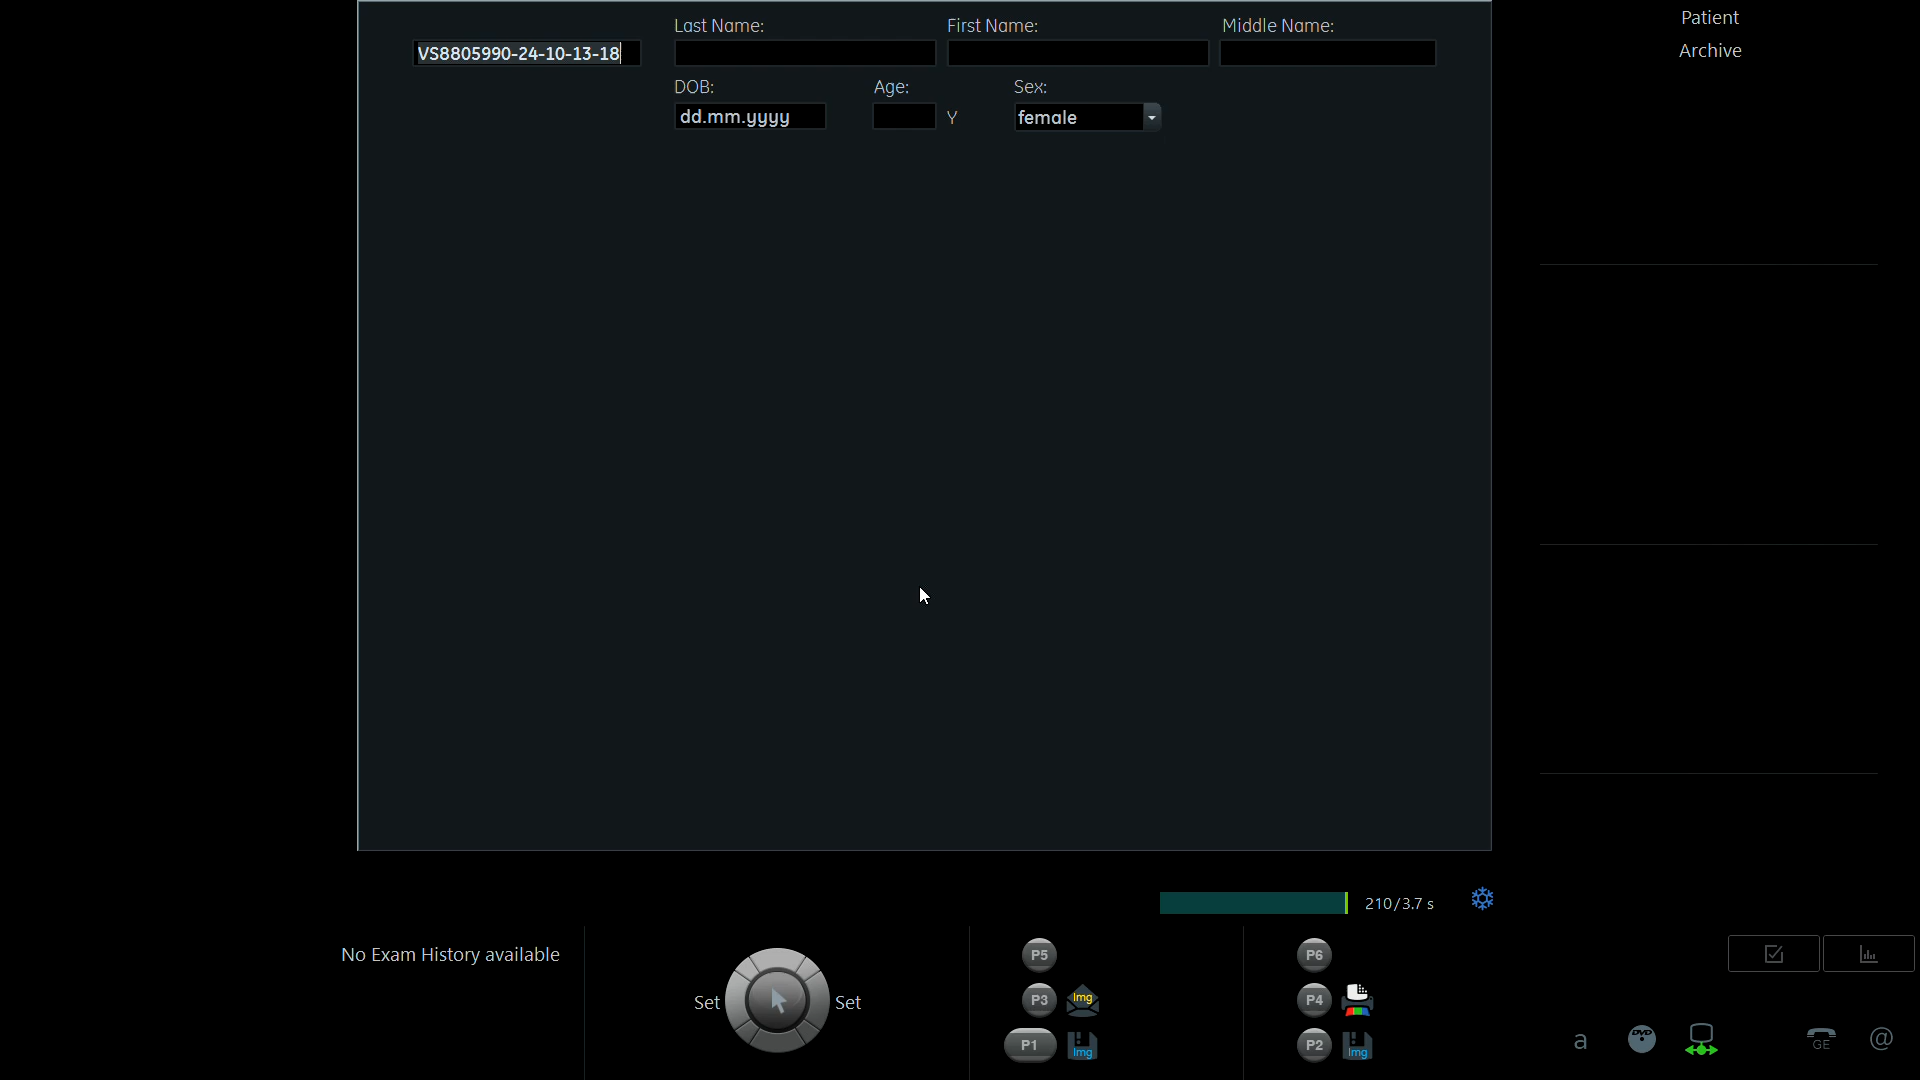 Last Name: First Name: Middle Name:
VS8805990-24-10-13-18
DOB: Age: Sex:
dd.mm.yyyy Y female
Patient
Archive
210/3.7 s
No Exam History available
Set Set
P5 P6
P3 Img P4
P1 Img P2 Img
a DVD GE @